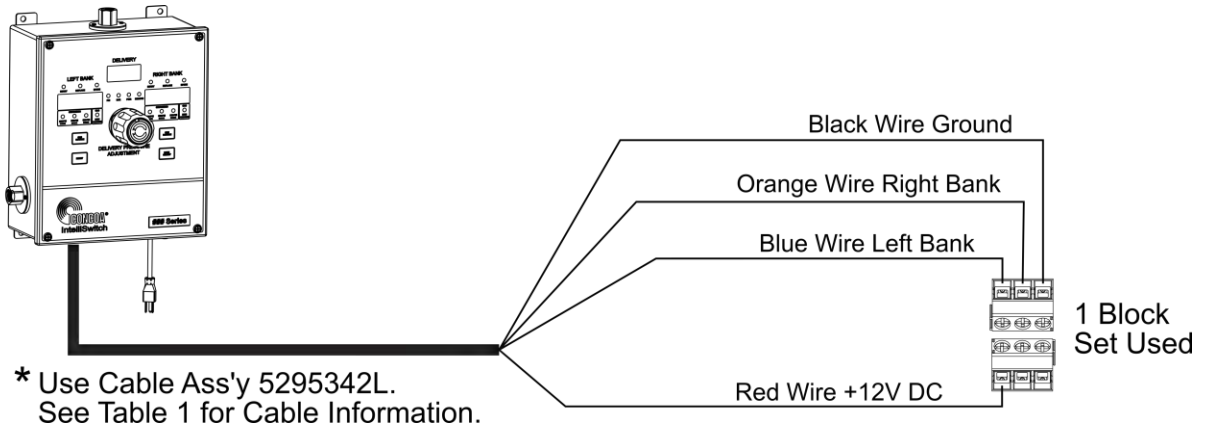 DELIVERY
LEFT BANK
RIGHT BANK
DELIVERY PRESSURE
ADJUSTMENT
CONCOA®
IntelliSwitch
Series
Black Wire Ground
Orange Wire Right Bank
Blue Wire Left Bank
1 Block
Set Used
Red Wire +12V DC
* Use Cable Ass'y 5295342L.
See Table 1 for Cable Information.